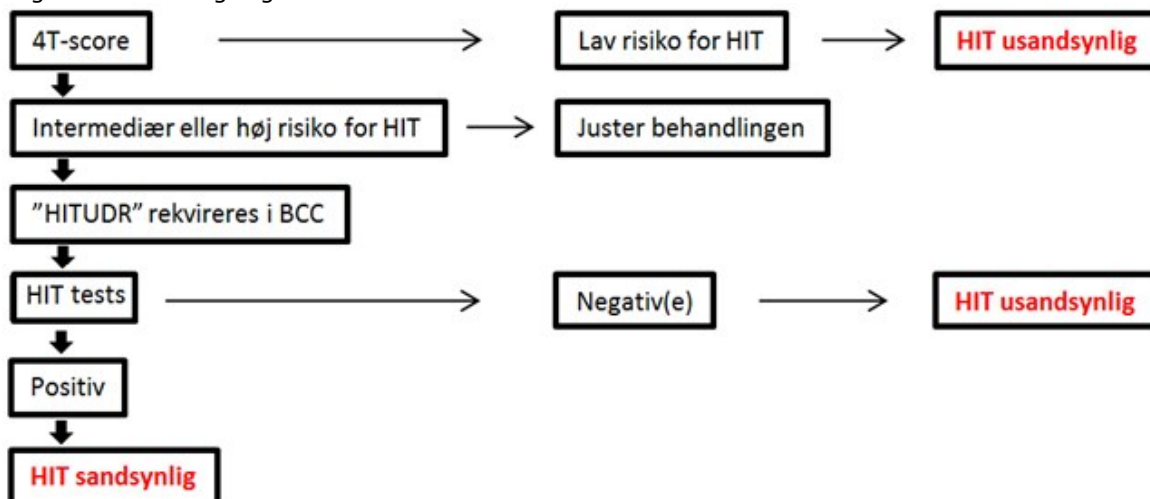 4T-score
Lav risiko for HIT
HIT usandsynlig
Intermediær eller høj risiko for HIT
Juster behandlingen
”HITUDR” rekvireres i BCC
HIT tests
Negativ(e)
HIT usandsynlig
Positiv
HIT sandsynlig